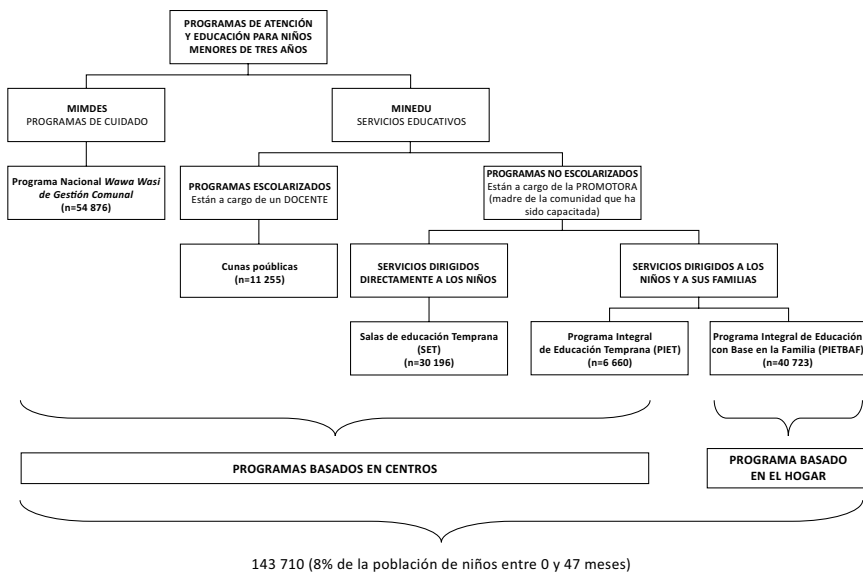 PROGRAMAS DE ATENCIÓN
Y EDUCACIÓN PARA NIÑOS
MENORES DE TRES AÑOS
MIMDES
PROGRAMAS DE CUIDADO
MINEDU
SERVICIOS EDUCATIVOS
Programa Nacional Wawa Wasi
de Gestión Comunal
(n=54 876)
PROGRAMAS ESCOLARIZADOS
Están a cargo de un DOCENTE
PROGRAMAS NO ESCOLARIZADOS
Están a cargo de la PROMOTORA
(madre de la comunidad que ha
sido capacitada)
Cunas poúblicas
(n=11 255)
SERVICIOS DIRIGIDOS
DIRECTAMENTE A LOS NIÑOS
SERVICIOS DIRIGIDOS A LOS
NIÑOS Y A SUS FAMILIAS
Salas de educación Temprana
(SET)
(n=30 196)
Programa Integral
de Educación Temprana (PIET)
(n=6 660)
Programa Integral de Educación
con Base en la Familia (PIETBAF)
(n=40 723)
PROGRAMAS BASADOS EN CENTROS
PROGRAMA BASADO
EN EL HOGAR
143 710 (8% de la población de niños entre 0 y 47 meses)